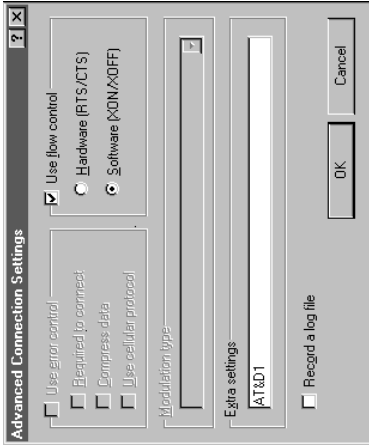 Advanced Connection Settings
Use error control
Required to connect
Compress data
Use cellular protocol
Use flow control
Hardware (RTS/CTS)
Software (XON/XOFF)
Modulation type
Extra settings
AT&D1
Record a log file
OK
Cancel